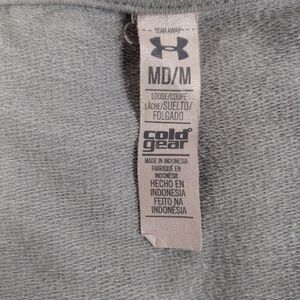 TEAR AWAY
MD/M
LOOSE/COUPE
LÂCHE/SUELTO/
FOLGADO
cold
gear
MADE IN INDONESIA
FABRIQUÉ EN
INDONÉSIE
HECHO EN
INDONESIA
FEITO NA
INDONÉSIA